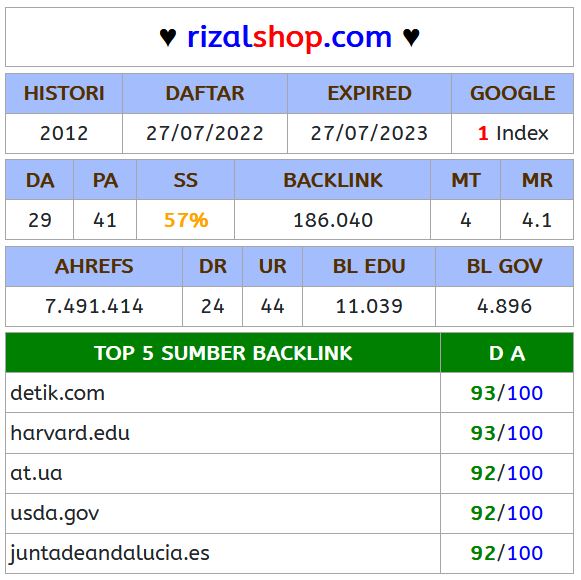 ♥ rizalshop.com ♥
HISTORI DAFTAR EXPIRED GOOGLE
2012 27/07/2022 27/07/2023 1 Index
DA PA SS BACKLINK MT MR
29 41 57% 186.040 4 4.1
AHREFS DR UR BL EDU BL GOV
7.491.414 24 44 11.039 4.896
TOP 5 SUMBER BACKLINK D A
detik.com 93/100
harvard.edu 93/100
at.ua 92/100
usda.gov 92/100
juntadeandalucia.es 92/100